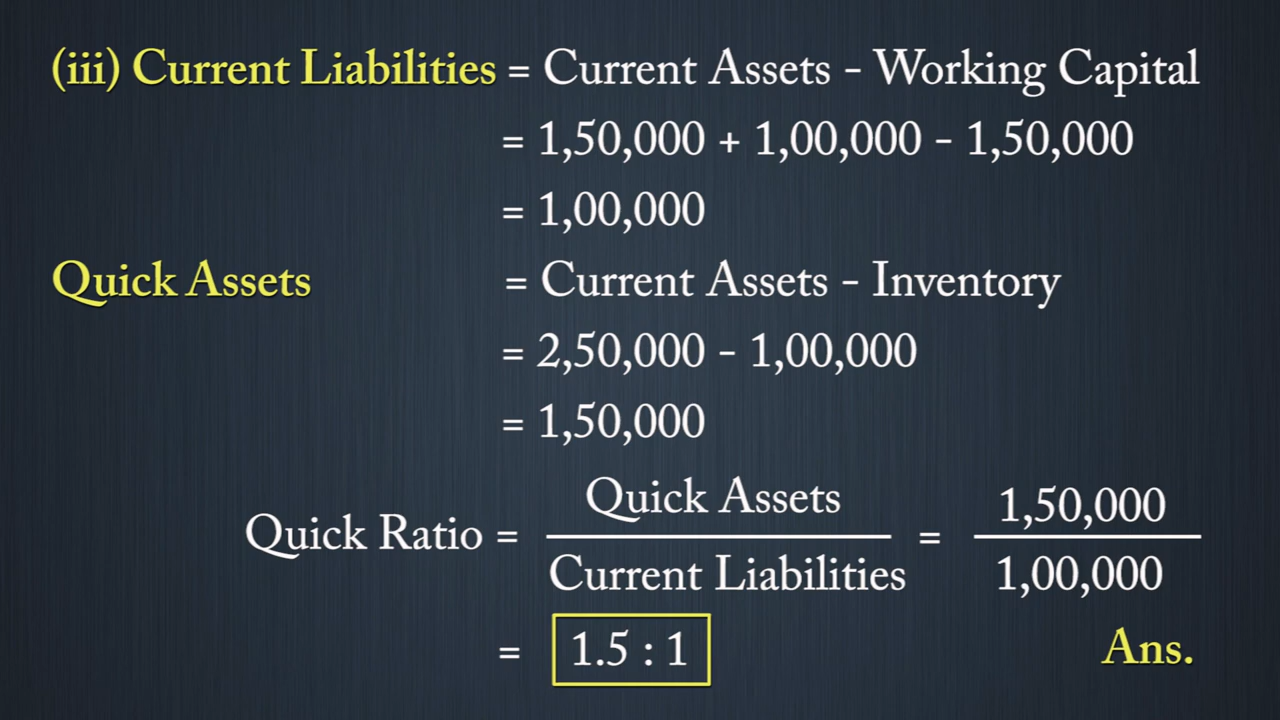 (iii) Current Liabilities = Current Assets - Working Capital
= 1,50,000 + 1,00,000 - 1,50,000
= 1,00,000
Quick Assets = Current Assets - Inventory
= 2,50,000 - 1,00,000
= 1,50,000
Quick Assets 1,50,000
Quick Ratio = =
Current Liabilities 1,00,000
= 1.5 : 1 Ans.